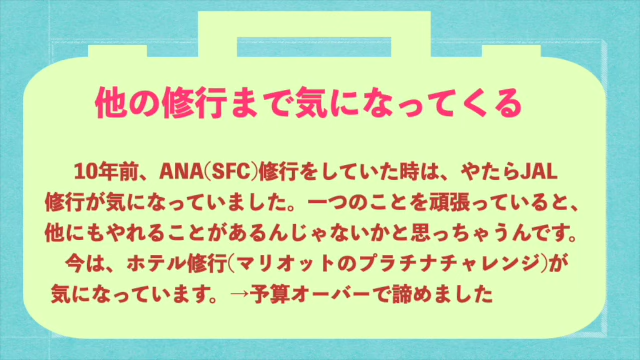 他の修行まで気になってくる
10年前、ANA(SFC)修行をしていた時は、やたらJAL
修行が気になっていました。一つのことを頑張っていると、
他にもやれることがあるんじゃないかと思っちゃうんです。
今は、ホテル修行(マリオットのプラチナチャレンジ)が
気になっています。→予算オーバーで諦めました